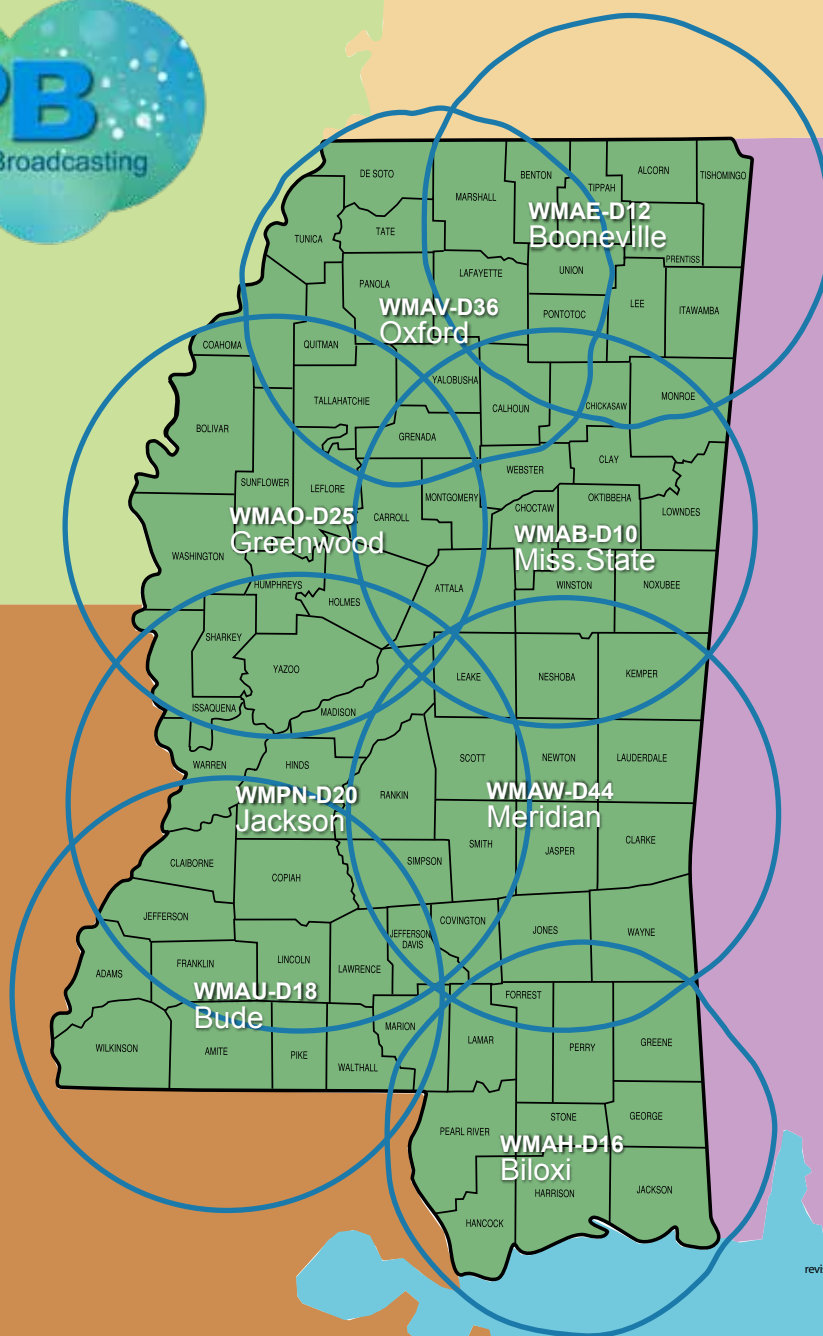 PB
Broadcasting
DE SOTO
MARSHALL
BENTON
TIPPAH
ALCORN
TISHOMINGO
TUNICA
TATE
WMAE-D12
Booneville
PRENTISS
PANOLA
LAFAYETTE
UNION
WMAV-D36
Oxford
PONTOTOC
LEE
ITAWAMBA
COAHOMA
QUITMAN
YALOBUSHA
TALLAHATCHIE
CALHOUN
CHICKASAW
MONROE
BOLIVAR
GRENADA
SUNFLOWER
LEFLORE
WEBSTER
CLAY
MONTGOMERY
CARROLL
CHOCTAW
OKTIBBEHA
LOWNDES
WMAO-D25
Greenwood
WMAB-D10
Miss.State
WASHINGTON
HUMPHREYS
HOLMES
ATTALA
WINSTON
NOXUBEE
SHARKEY
YAZOO
LEAKE
NESHOBA
KEMPER
ISSAQUENA
MADISON
WARREN
HINDS
SCOTT
NEWTON
LAUDERDALE
WMPN-D20
Jackson
RANKIN
WMAW-D44
Meridian
SMITH
JASPER
CLARKE
CLAIBORNE
COPIAH
SIMPSON
JEFFERSON
JEFFERSON
DAVIS
COVINGTON
JONES
WAYNE
ADAMS
FRANKLIN
LINCOLN
LAWRENCE
WMAU-D18
Bude
FORREST
MARION
LAMAR
PERRY
GREENE
WILKINSON
AMITE
PIKE
WALTHALL
PEARL RIVER
STONE
GEORGE
WMAH-D16
Biloxi
HARRISON
JACKSON
HANCOCK
revi